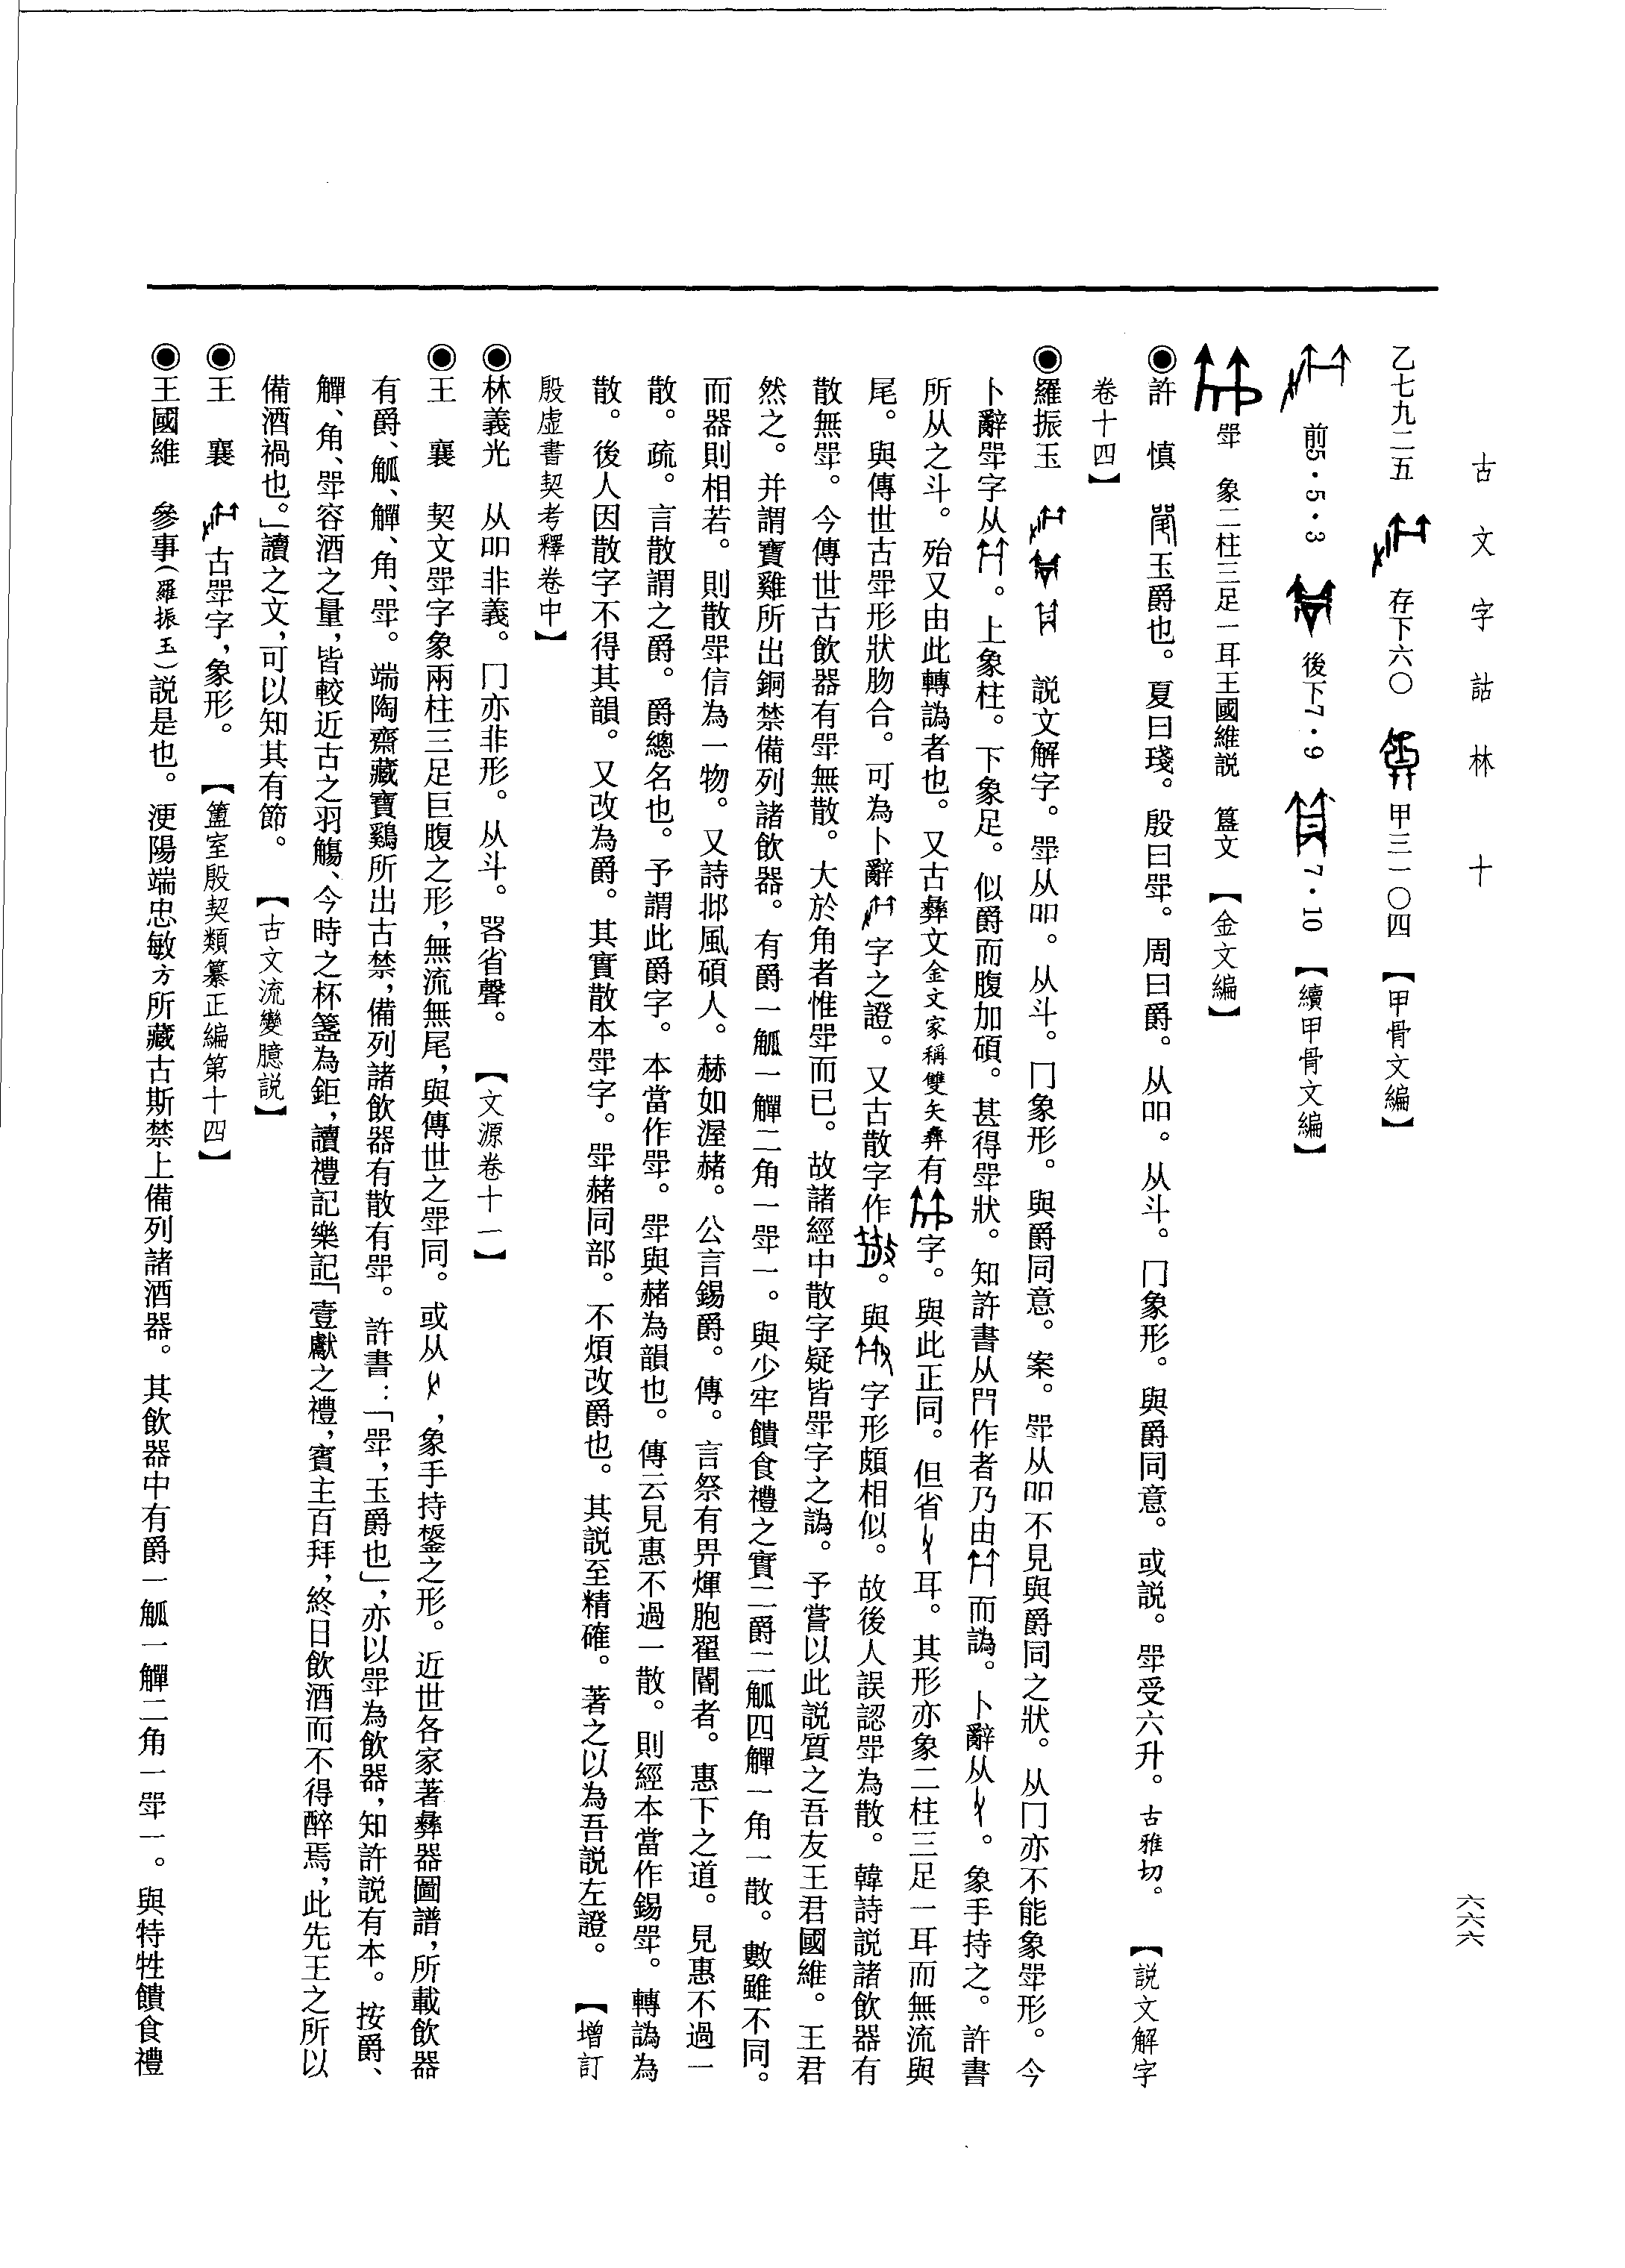 古文字詁林　十
六六六
乙七九二五　存下六〇　甲三一〇四　【甲骨文編】
前5·5·3　後下7·9　7·10　【續甲骨文編】
斝　象二柱三足一耳王國維説　簋文　【金文編】
◉許　慎　玉爵也。夏曰琖。殷曰斝。周曰爵。从吅。从斗。冂象形。與爵同意。或説。斝受六升。古雅切。　【説文解字
卷十四】
◉羅振玉　説文解字。斝从吅。从斗。冂象形。與爵同意。案。斝从吅不見與爵同之狀。从冂亦不能象斝形。今
卜辭斝字从。上象柱。下象足。似爵而腹加碩。甚得斝狀。知許書从作者乃由而譌。卜辭从。象手持之。許書
所从之斗。殆又由此轉譌者也。又古彝文金文家稱雙矢彝有字。與此正同。但省耳。其形亦象二柱三足一耳而無流與
尾。與傳世古斝形狀脗合。可為卜辭字之證。又古散字作。與字形頗相似。故後人誤認斝為散。韓詩説諸飲器有
散無斝。今傳世古飲器有斝無散。大於角者惟斝而已。故諸經中散字疑皆斝字之譌。予嘗以此説質之吾友王君國維。王君
然之。并謂寶雞所出銅禁備列諸飲器。有爵一觚一觶二角一斝一。與少牢饋食禮之實二爵二觚四觶一角一散。數雖不同。
而器則相若。則散斝信為一物。又詩邶風碩人。赫如渥赭。公言錫爵。傳。言祭有畀煇胞翟閽者。惠下之道。見惠不過一
散。疏。言散謂之爵。爵總名也。予謂此爵字。本當作斝。斝與赭為韻也。傳云見惠不過一散。則經本當作錫斝。轉譌為
散。後人因散字不得其韻。又改為爵。其實散本斝字。斝赭同部。不煩改爵也。其説至精確。著之以為吾説左證。　【增訂
殷虛書契考釋卷中】
◉林義光　从吅非義。冂亦非形。从斗。㗊省聲。　【文源卷十一】
◉王　襄　契文斝字象兩柱三足巨腹之形，無流無尾，與傳世之斝同。或从，象手持鋬之形。近世各家著彝器圖譜，所載飲器
有爵、觚、觶、角、斝。端陶齋藏寶鷄所出古禁，備列諸飲器有散有斝。許書：「斝，玉爵也」，亦以斝為飲器，知許説有本。按爵、
觶、角、斝容酒之量，皆較近古之羽觴、今時之杯盞為鉅，讀禮記樂記「壹獻之禮，賓主百拜，終日飲酒而不得醉焉，此先王之所以
備酒禍也。」讀之文，可以知其有節。　【古文流變臆説】
◉王　襄　古斝字，象形。　【簠室殷契類纂正編第十四】
◉王國維　參事（羅振玉）説是也。浭陽端忠敏方所藏古斯禁上備列諸酒器。其飲器中有爵一觚一觶二角一斝一。與特牲饋食禮